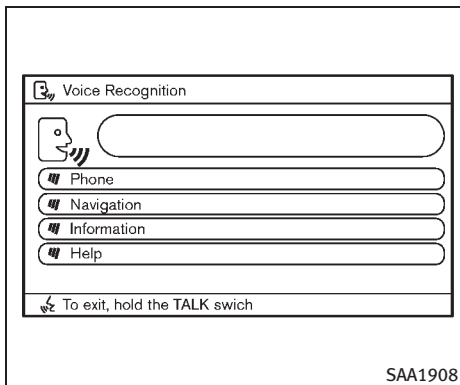 Voice Recognition
Phone
Navigation
Information
Help
To exit, hold the TALK swich
SAA1908